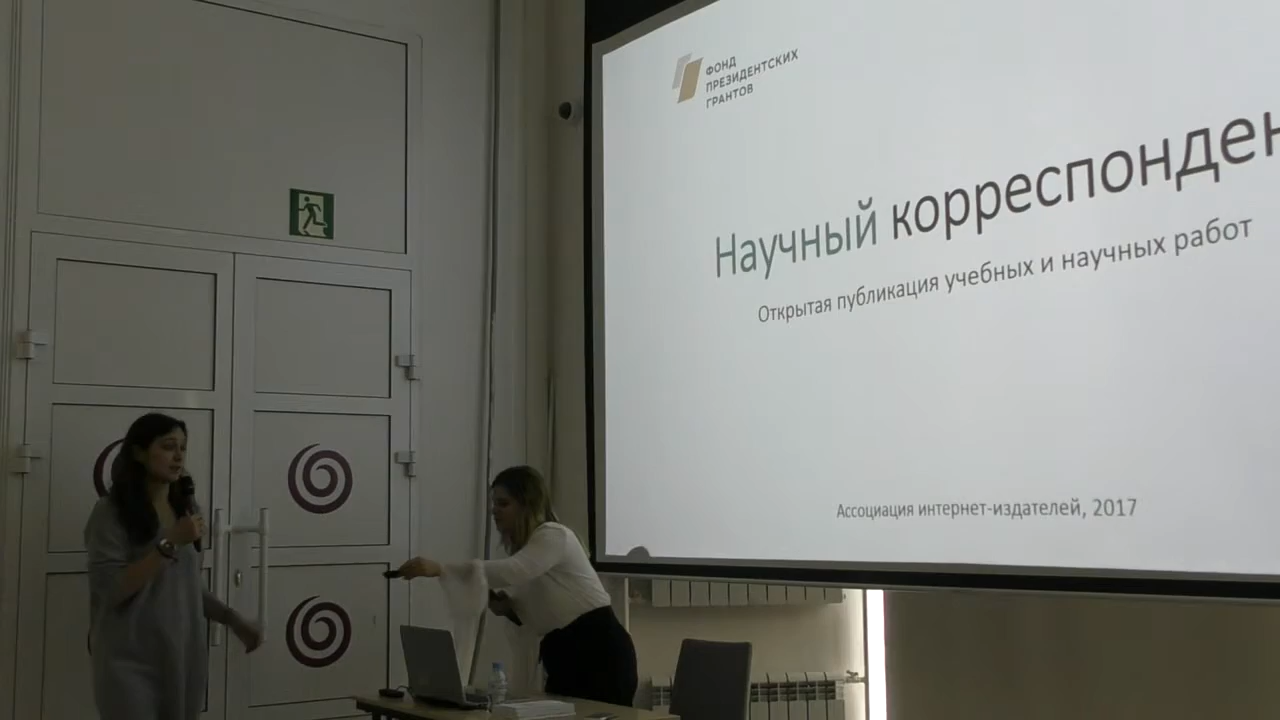 ФОНД
ПРЕЗИДЕНТСКИХ
ГРАНТОВ
Научный корреспонден
Открытая публикация учебных и научных работ
Ассоциация интернет-издателей, 2017